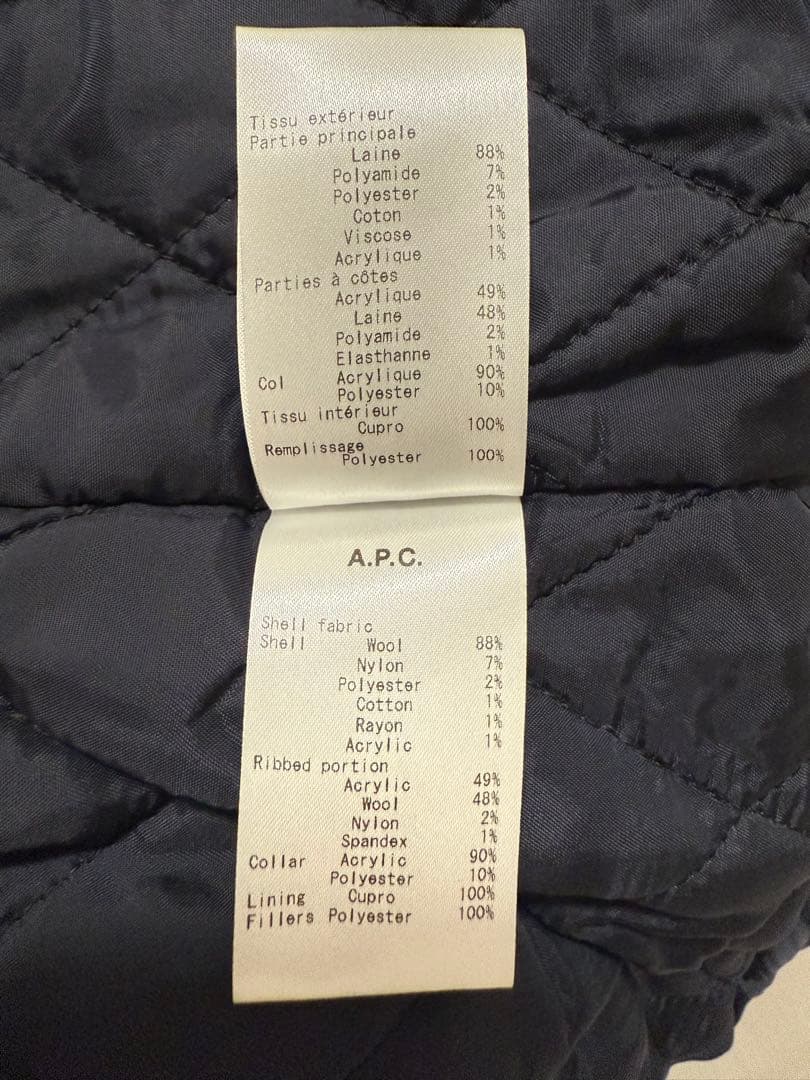 Tissu extérieur
Partie principale
Laine 88%
Polyamide 7%
Polyester 2%
Coton 1%
Viscose 1%
Acrylique 1%
Parties à côtes
Acrylique 49%
Laine 48%
Polyamide 2%
Elasthanne 1%
Col Acrylique 90%
Polyester 10%
Tissu intérieur
Cupro 100%
Remplissage
Polyester 100%
A.P.C.
Shell fabric
Shell Wool 88%
Nylon 7%
Polyester 2%
Cotton 1%
Rayon 1%
Acrylic 1%
Ribbed portion
Acrylic 49%
Wool 48%
Nylon 2%
Spandex 1%
Collar Acrylic 90%
Polyester 10%
Lining Cupro 100%
Fillers Polyester 100%